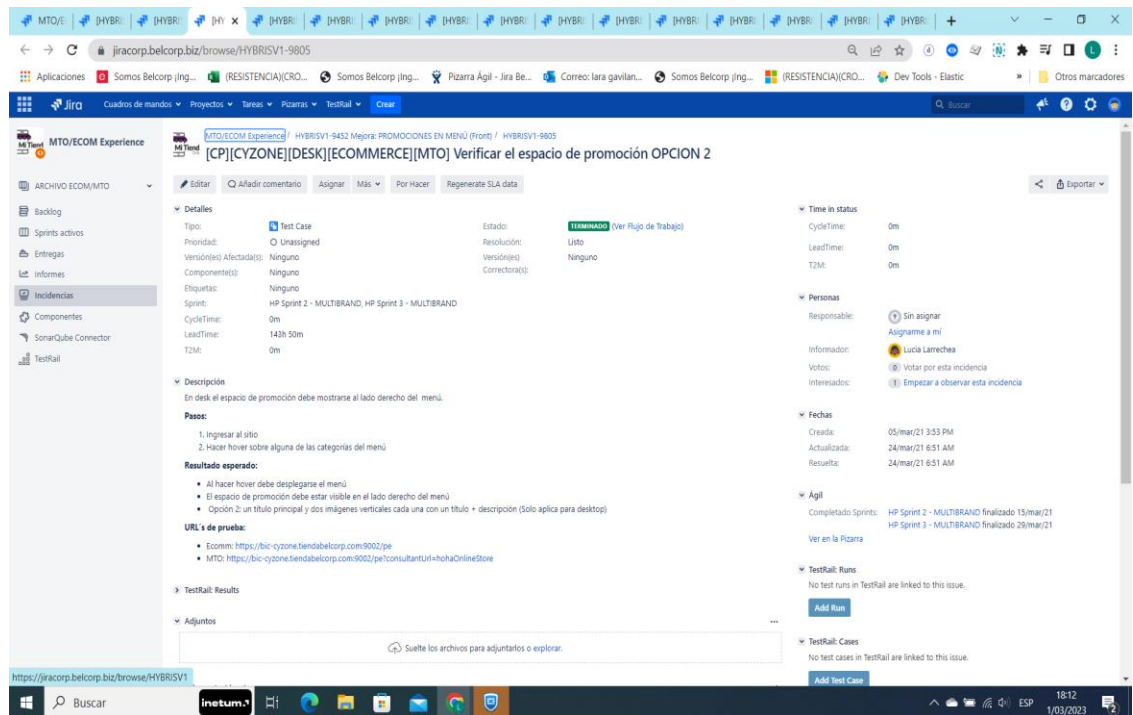 MTO/E
[HYBRI
[HYBRI
[HY
[HYBRI
[HYBRI
[HYBRI
[HYBRI
[HYBRI
[HYBRI
[HYBRI
[HYBRI
[HYBRI
[HYBRI
[HYBRI
jiracorp.belcorp.biz/browse/HYBRISV1-9805
Aplicaciones
Somos Belcorp ¡Ing...
(RESISTENCIA)(CRO...
Somos Belcorp ¡Ing...
Pizarra Ágil - Jira Be...
Correo: lara gavilan...
Somos Belcorp ¡Ing...
(RESISTENCIA)(CRO...
Dev Tools - Elastic
»
Otros marcadores
Jira
Cuadros de mandos
Proyectos
Tareas
Pizarras
TestRail
Crear
Buscar
MTO/ECOM Experience
ARCHIVO ECOM/MTO
Backlog
Sprints activos
Entregas
Informes
Incidencias
Componentes
SonarQube Connector
TestRail
MTO/ECOM Experience / HYBRISV1-9452 Mejora: PROMOCIONES EN MENÚ (Front) / HYBRISV1-9805
[CP][CYZONE][DESK][ECOMMERCE][MTO] Verificar el espacio de promoción OPCION 2
Editar
Añadir comentario
Asignar
Más
Por Hacer
Regenerate SLA data
Exportar
Detalles
Tipo: Test Case
Estado: TERMINADO (Ver Flujo de Trabajo)
Prioridad: Unassigned
Resolución: Listo
Versión(es) Afectada(s): Ninguno
Versión(es) Correctora(s): Ninguno
Componente(s): Ninguno
Etiquetas: Ninguno
Sprint: HP Sprint 2 - MULTIBRAND, HP Sprint 3 - MULTIBRAND
CycleTime: 0m
LeadTime: 143h 50m
T2M: 0m
Descripción
En desk el espacio de promoción debe mostrarse al lado derecho del menú.
Pasos:
1. Ingresar al sitio
2. Hacer hover sobre alguna de las categorías del menú
Resultado esperado:
• Al hacer hover debe desplegarse el menú
• El espacio de promoción debe estar visible en el lado derecho del menú
• Opción 2: un título principal y dos imágenes verticales cada una con un título + descripción (Solo aplica para desktop)
URL´s de prueba:
• Ecomm: https://bic-cyzone.tiendabelcorp.com:9002/pe
• MTO: https://bic-cyzone.tiendabelcorp.com:9002/pe?consultantUrl=hohaOnlineStore
TestRail: Results
Adjuntos
...
Suelte los archivos para adjuntarlos o explorar.
Time in status
CycleTime: 0m
LeadTime: 0m
T2M: 0m
Personas
Responsable: Sin asignar
Asignarme a mí
Informador: Lucia Larrechea
Votos: 0 Votar por esta incidencia
Interesados: 1 Empezar a observar esta incidencia
Fechas
Creada: 05/mar/21 3:53 PM
Actualizada: 24/mar/21 6:51 AM
Resuelta: 24/mar/21 6:51 AM
Ágil
Completado Sprints: HP Sprint 2 - MULTIBRAND finalizado 15/mar/21
HP Sprint 3 - MULTIBRAND finalizado 29/mar/21
Ver en la Pizarra
TestRail: Runs
No test runs in TestRail are linked to this issue.
Add Run
TestRail: Cases
No test cases in TestRail are linked to this issue.
Add Test Case
https://jiracorp.belcorp.biz/browse/HYBRISV1
Buscar
inetum.
ESP
18:12
1/03/2023